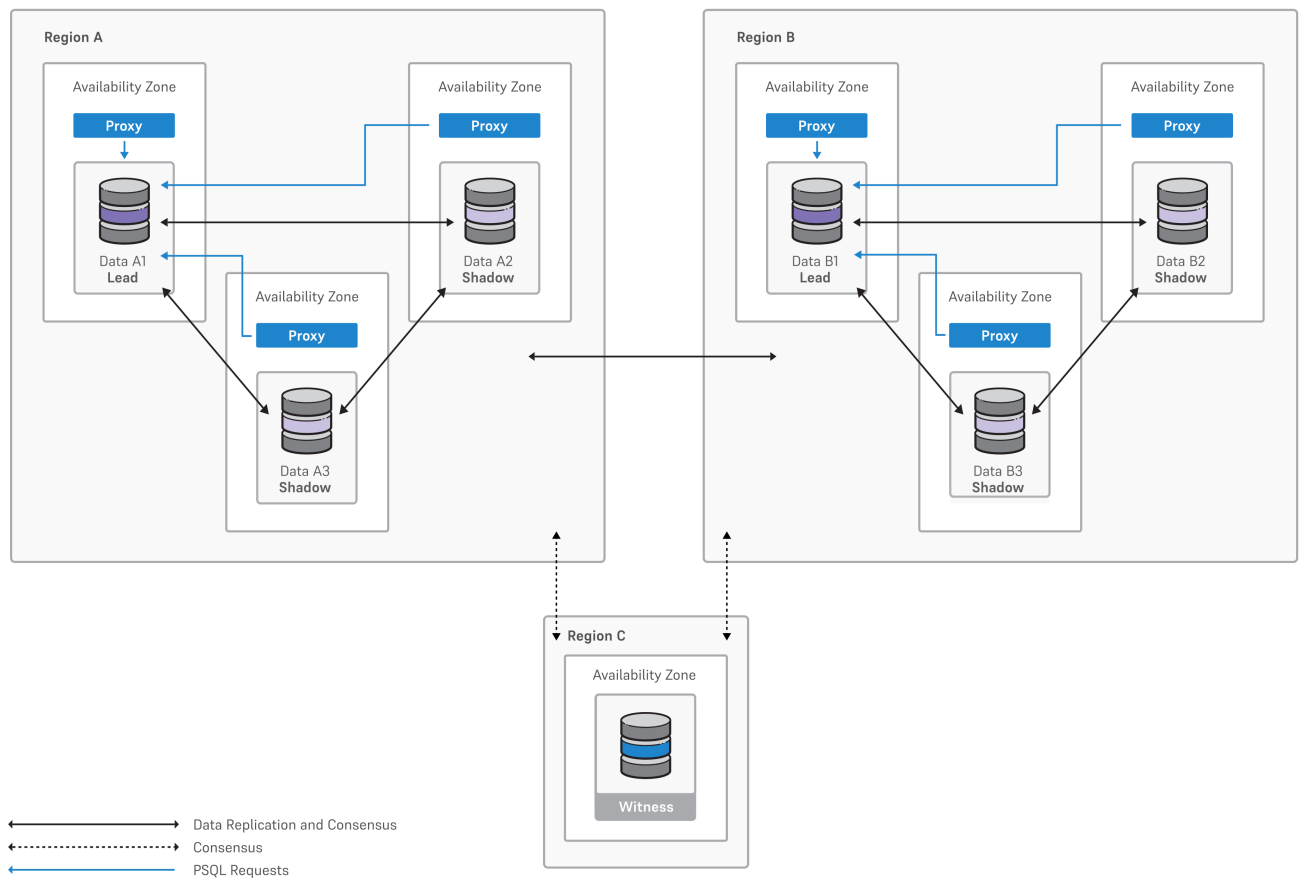 Region A
Availability Zone
Proxy
Data A1
Lead
Availability Zone
Proxy
Data A2
Shadow
Availability Zone
Proxy
Data A3
Shadow
Region B
Availability Zone
Proxy
Data B1
Lead
Availability Zone
Proxy
Data B2
Shadow
Availability Zone
Proxy
Data B3
Shadow
Region C
Availability Zone
Witness
Data Replication and Consensus
Consensus
PSQL Requests